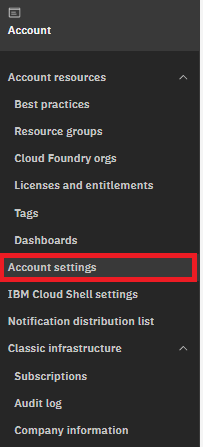 Account
Account resources
Best practices
Resource groups
Cloud Foundry orgs
Licenses and entitlements
Tags
Dashboards
Account settings
IBM Cloud Shell settings
Notification distribution list
Classic infrastructure
Subscriptions
Audit log
Company information